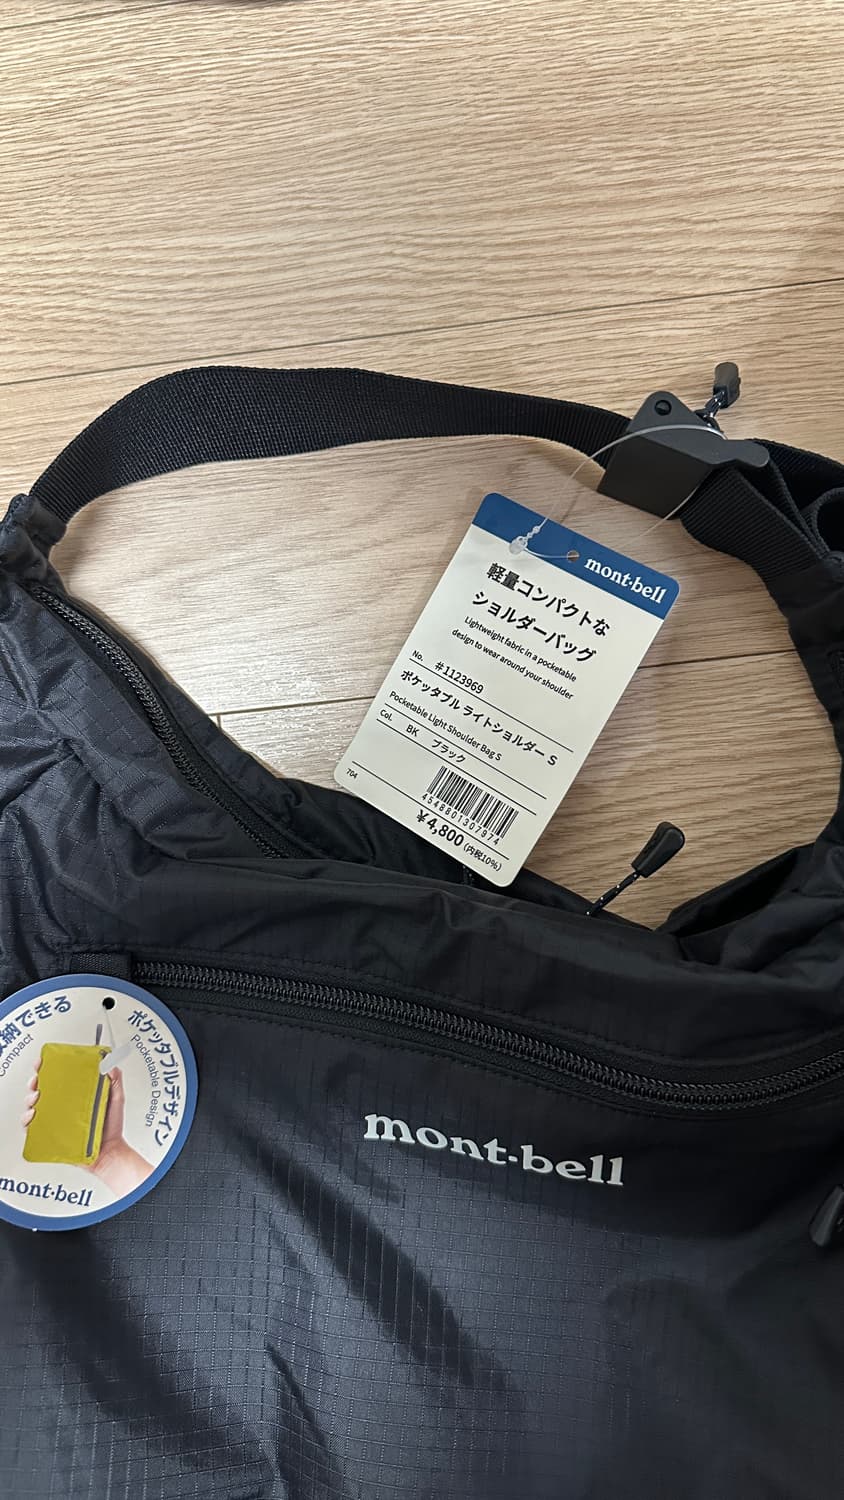 mont·bell
軽量コンパクトな
ショルダーバッグ
Lightweight fabric in a pocketable
design to wear around your shoulder
No. #1123969
ポケッタブル ライトショルダー S
Pocketable Light Shoulder Bag S
Col. BK ブラック
704
4548801307974
¥4,800 (内税10%)
納できる
Compact
ポケッタブルデザイン
Pocketable Design
mont·bell
mont·bell